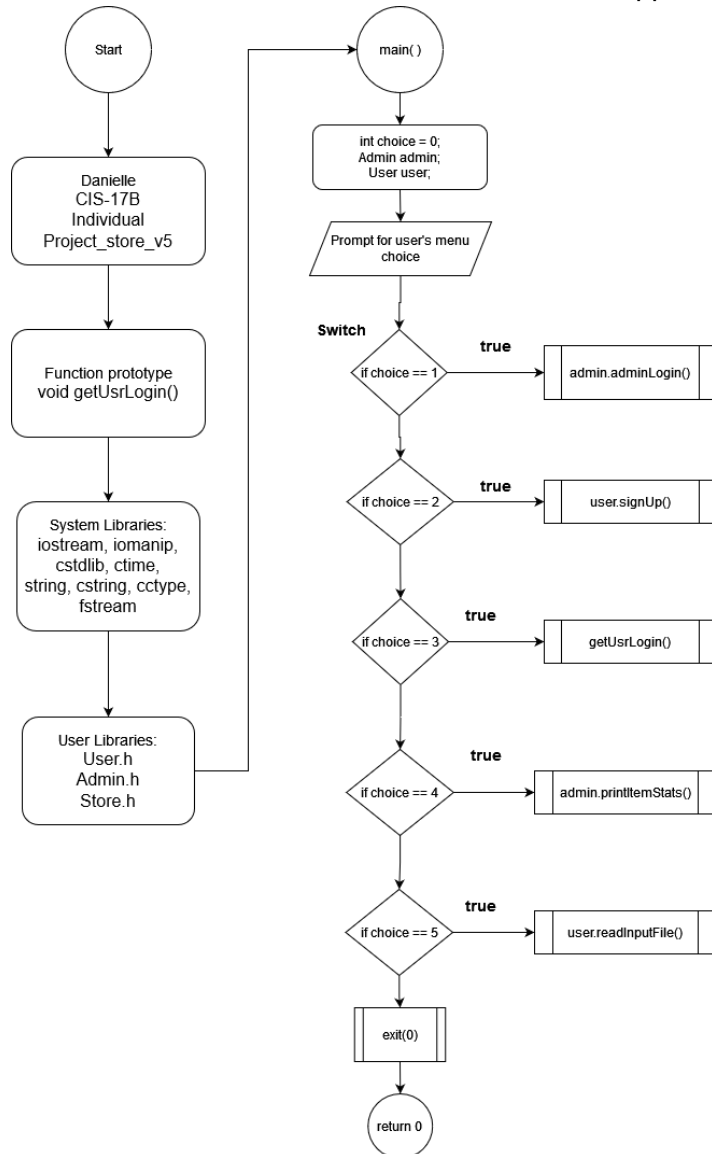 Start
Danielle
CIS-17B
Individual
Project_store_v5
Function prototype
void getUsrLogin()
System Libraries:
iostream, iomanip,
cstdlib, ctime,
string, cstring, cctype,
fstream
User Libraries:
User.h
Admin.h
Store.h
main( )
int choice = 0;
Admin admin;
User user;
Prompt for user's menu
choice
Switch
if choice == 1
true
admin.adminLogin()
if choice == 2
true
user.signUp()
if choice == 3
true
getUsrLogin()
if choice == 4
true
admin.printItemStats()
if choice == 5
true
user.readInputFile()
exit(0)
return 0